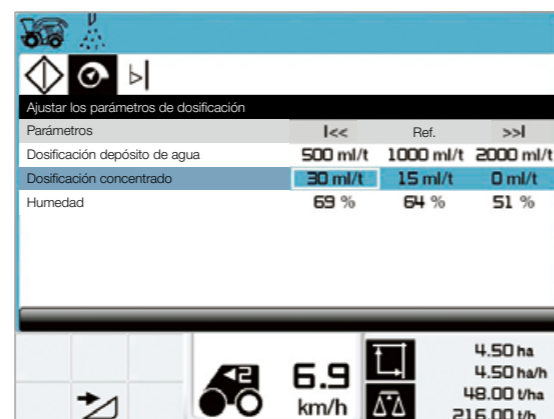 Ajustar los parámetros de dosificación
Parámetros |<< Ref. >>|
Dosificación depósito de agua 500 ml/t 1000 ml/t 2000 ml/t
Dosificación concentrado 30 ml/t 15 ml/t 0 ml/t
Humedad 69 % 64 % 51 %
2
6.9
km/h
4.50 ha
4.50 ha/h
48.00 t/ha
216.00 t/h